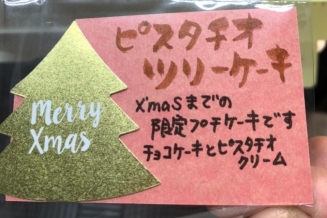 ピスタチオ
ツリーケーキ
Merry
Xmas
X'maSまでの
限定プチケーキです
チョコケーキとピスタチオ
クリーム